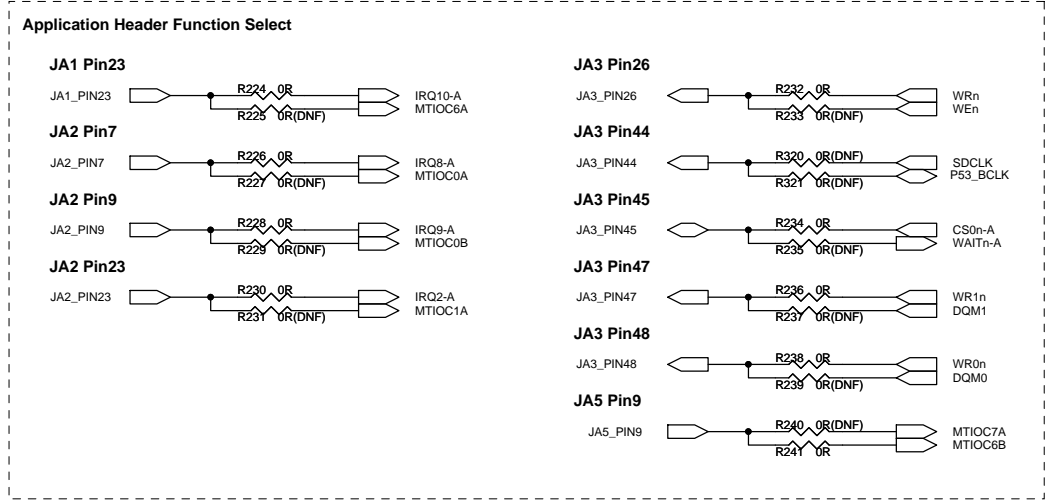 Application Header Function Select
JA1 Pin23
JA1_PIN23 R224 0R IRQ10-A
R225 0R(DNF) MTIOC6A
JA2 Pin7
JA2_PIN7 R226 0R IRQ8-A
R227 0R(DNF) MTIOC0A
JA2 Pin9
JA2_PIN9 R228 0R IRQ9-A
R229 0R(DNF) MTIOC0B
JA2 Pin23
JA2_PIN23 R230 0R IRQ2-A
R231 0R(DNF) MTIOC1A
JA3 Pin26
JA3_PIN26 R232 0R WRn
R233 0R(DNF) WEn
JA3 Pin44
JA3_PIN44 R320 0R(DNF) SDCLK
R321 0R(DNF) P53_BCLK
JA3 Pin45
JA3_PIN45 R234 0R CS0n-A
R235 0R(DNF) WAITn-A
JA3 Pin47
JA3_PIN47 R236 0R WR1n
R237 0R(DNF) DQM1
JA3 Pin48
JA3_PIN48 R238 0R WR0n
R239 0R(DNF) DQM0
JA5 Pin9
JA5_PIN9 R240 0R(DNF) MTIOC7A
R241 0R MTIOC6B